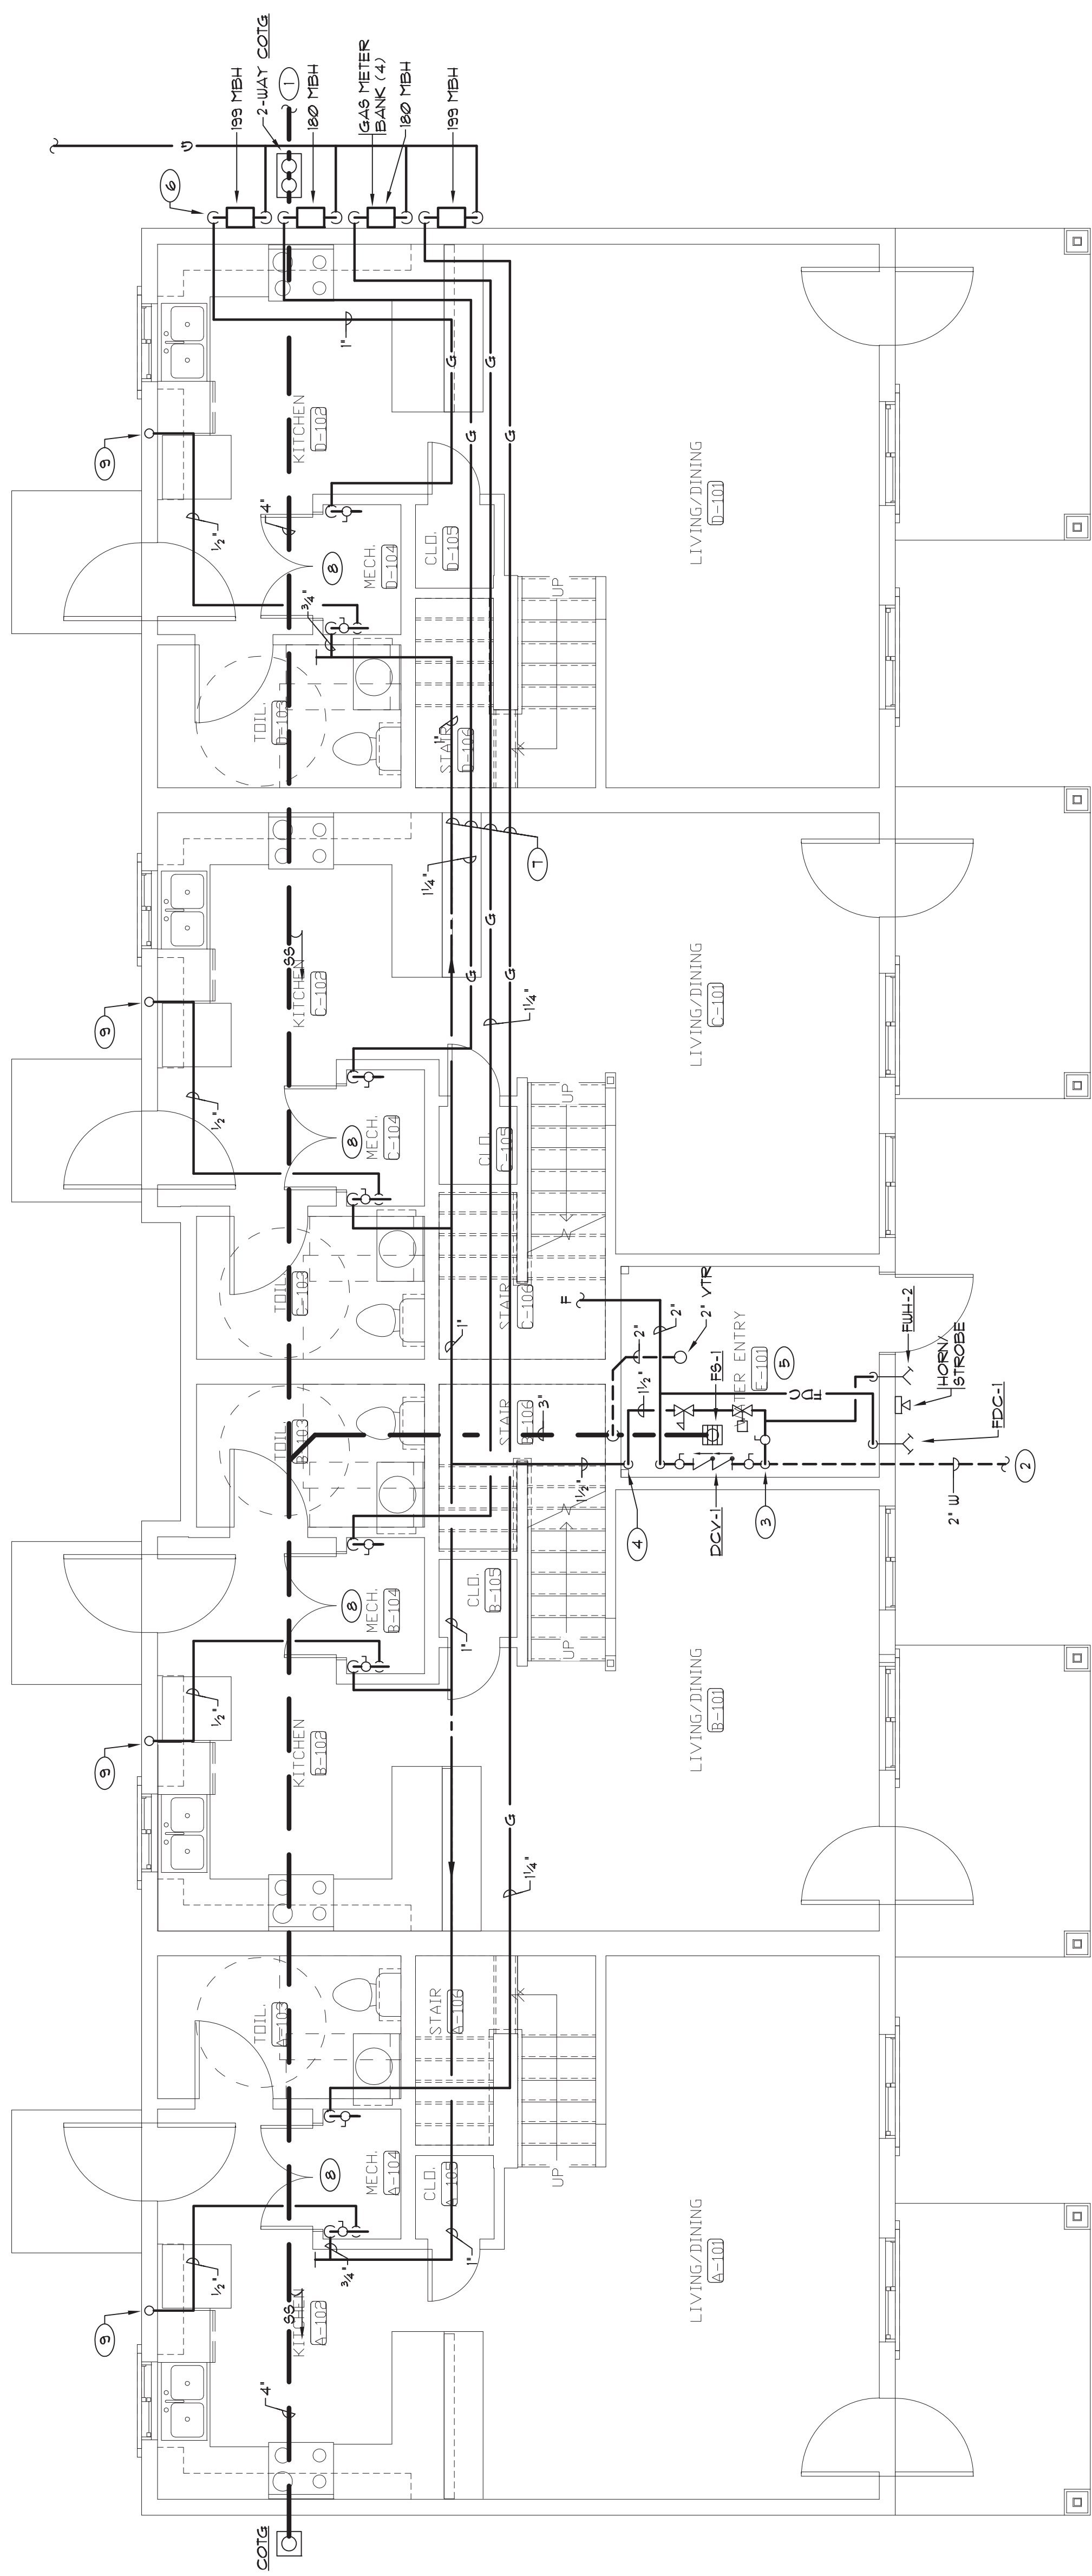 9
9
9
9
6
2-WAY COTG
1
199 MBH
180 MBH
GAS METER
BANK (4)
180 MBH
199 MBH
G
COTG
4"
1/2"
SS
KITCHEN
A-102
TOIL.
A-103
8
MECH.
A-104
3/4"
CLO.
A-105
1"
STAIR
A-106
UP
LIVING/DINING
A-101
1/2"
KITCHEN
B-102
TOIL.
B-103
8
MECH.
B-104
CLO.
B-105
1"
STAIR
B-106
3"
1 1/4"
G
UP
LIVING/DINING
B-101
1/2"
SS
KITCHEN
C-102
TOIL.
C-103
8
MECH.
C-104
CLO.
C-105
1"
STAIR
C-106
UP
1 1/4"
1 1/4"
G
G
G
7
LIVING/DINING
C-101
1/2"
4"
KITCHEN
D-102
TOIL.
D-103
8
MECH.
D-104
3/4"
CLO.
D-105
1"
STAIR
D-106
1"
UP
G
G
G
G
LIVING/DINING
D-101
1 1/2"
4
1 1/2"
2"
F
2"
2" VTR
FS-1
WATER ENTRY
E-101
5
DCV-1
3
FDC
FWH-2
HORN/
STROBE
FDC-1
2" W
2